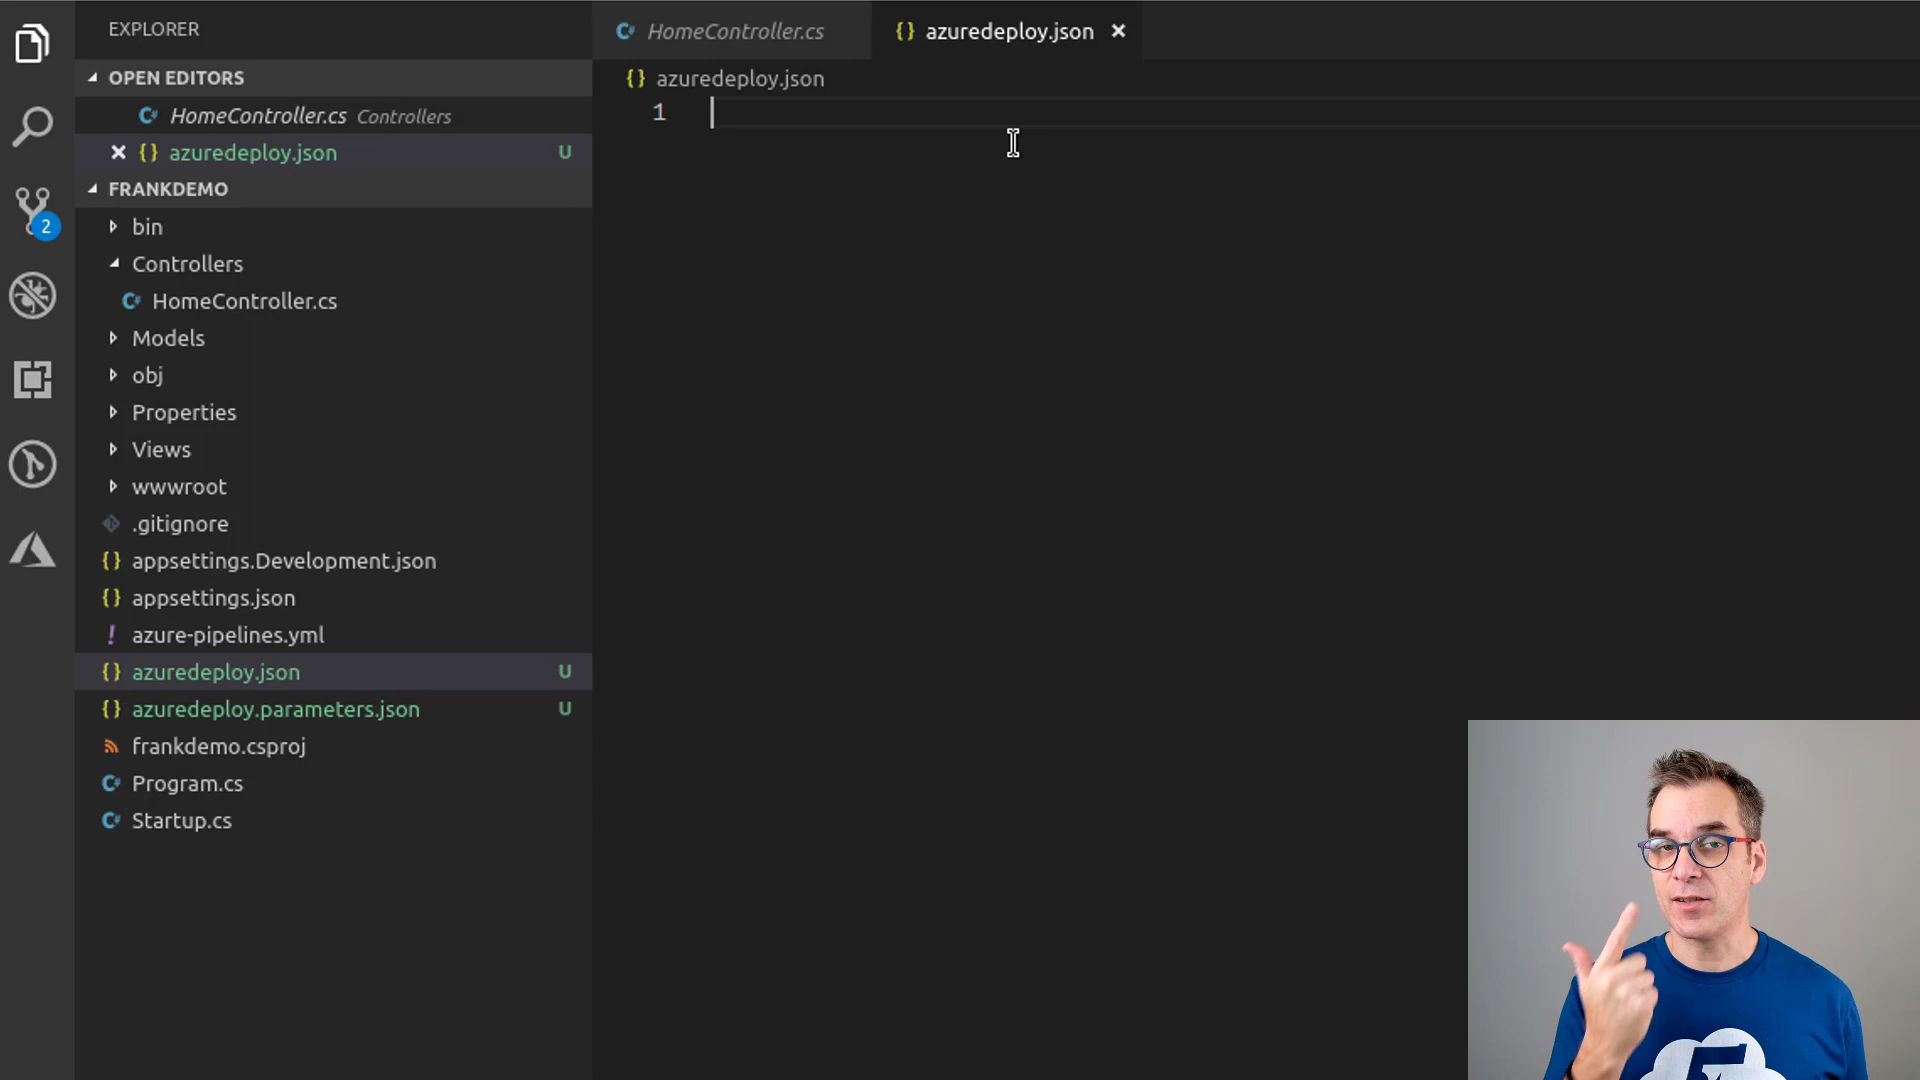 EXPLORER
OPEN EDITORS
HomeController.cs Controllers
azuredeploy.json U
FRANKDEMO
bin
Controllers
HomeController.cs
Models
obj
Properties
Views
wwwroot
.gitignore
appsettings.Development.json
appsettings.json
azure-pipelines.yml
azuredeploy.json U
azuredeploy.parameters.json U
frankdemo.csproj
Program.cs
Startup.cs
2
HomeController.cs
azuredeploy.json
azuredeploy.json
1